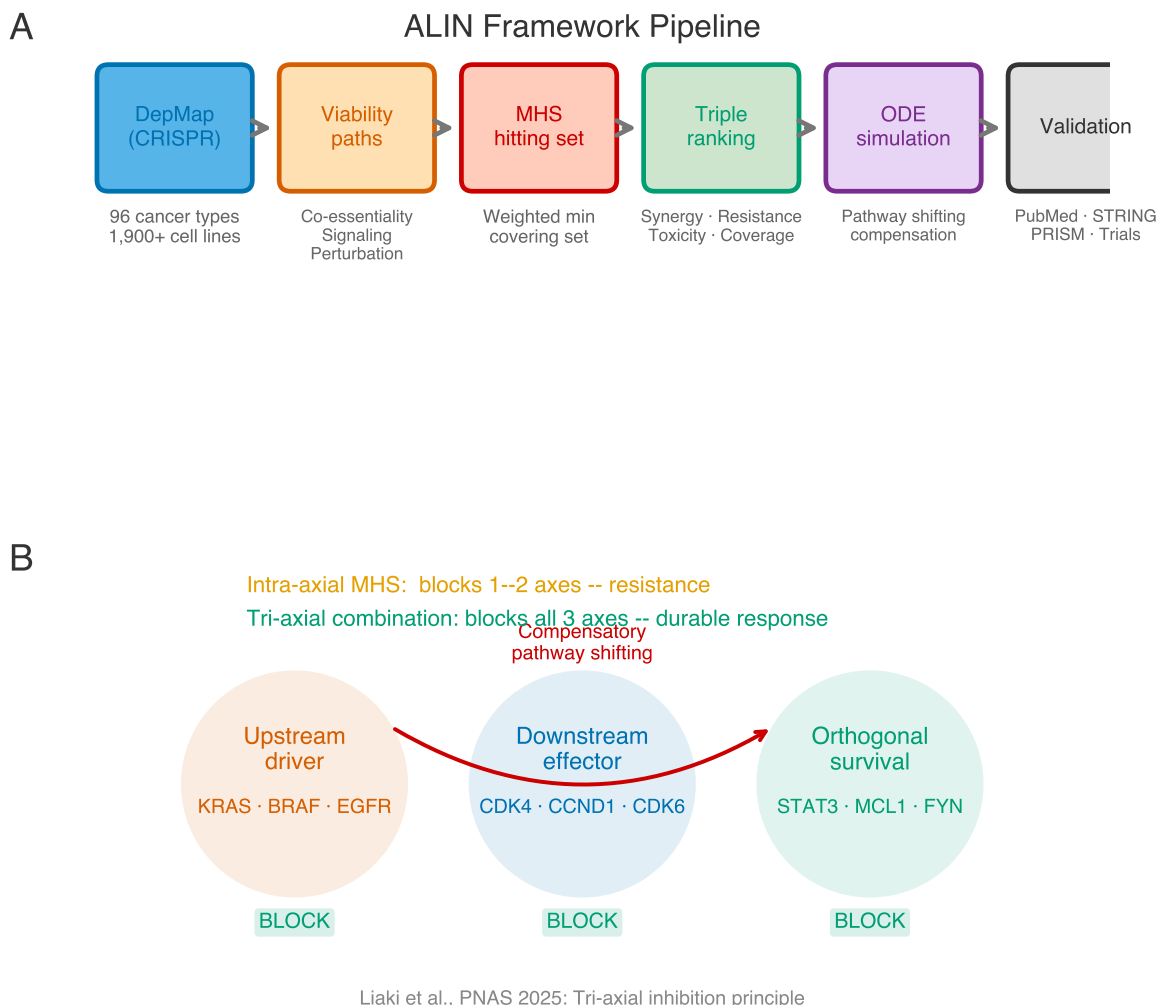 A
ALIN Framework Pipeline
DepMap
(CRISPR)
Viability
paths
MHS
hitting set
Triple
ranking
ODE
simulation
Validation
96 cancer types
1,900+ cell lines
Co-essentiality
Signaling
Perturbation
Weighted min
covering set
Synergy · Resistance
Toxicity · Coverage
Pathway shifting
compensation
PubMed · STRING
PRISM · Trials
B
Intra-axial MHS:  blocks 1--2 axes -- resistance
Tri-axial combination: blocks all 3 axes -- durable response
Compensatory
pathway shifting
Upstream
driver
KRAS · BRAF · EGFR
Downstream
effector
CDK4 · CCND1 · CDK6
Orthogonal
survival
STAT3 · MCL1 · FYN
BLOCK
BLOCK
BLOCK
Liaki et al., PNAS 2025: Tri-axial inhibition principle